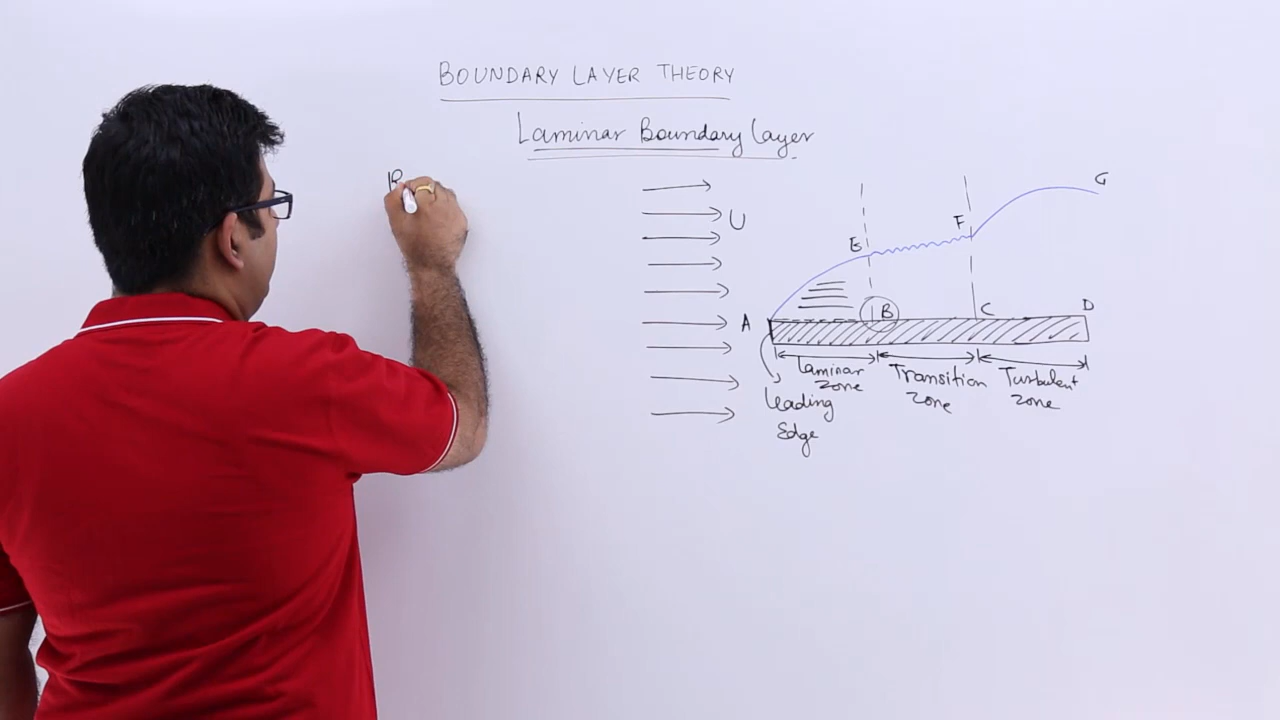 BOUNDARY LAYER THEORY
Laminar Boundary layer
R
U
G
F
E
A
B
C
D
Laminar zone
Transition zone
Turbulent zone
Leading Edge